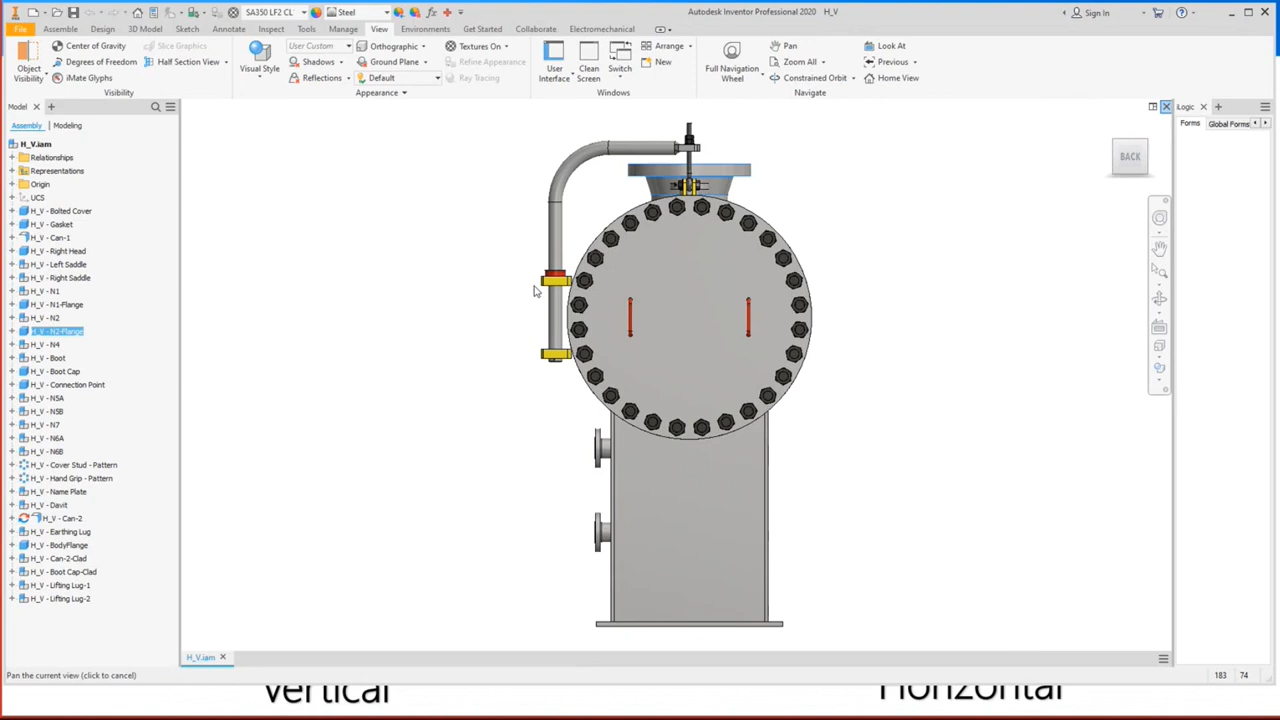 SA350 LF2 CL
Steel
Autodesk Inventor Professional 2020 H_V
Sign In
File Assemble Design 3D Model Sketch Annotate Inspect Tools Manage View Environments Get Started Collaborate Electromechanical
Object Visibility
Center of Gravity
Degrees of Freedom
iMate Glyphs
Slice Graphics
Half Section View
Visibility
Visual Style
User Custom
Shadows
Reflections
Orthographic
Ground Plane
Default
Textures On
Refine Appearance
Ray Tracing
Appearance
User Interface
Clean Screen
Switch
Arrange
New
Windows
Full Navigation Wheel
Pan
Zoom All
Constrained Orbit
Look At
Previous
Home View
Navigate
Model
Assembly Modeling
H_V.iam
Relationships
Representations
Origin
UCS
H_V - Bolted Cover
H_V - Gasket
H_V - Can-1
H_V - Right Head
H_V - Left Saddle
H_V - Right Saddle
H_V - N1
H_V - N1-Flange
H_V - N2
H_V - N2-Flange
H_V - N4
H_V - Boot
H_V - Boot Cap
H_V - Connection Point
H_V - N5A
H_V - N5B
H_V - N7
H_V - N6A
H_V - N6B
H_V - Cover Stud - Pattern
H_V - Hand Grip - Pattern
H_V - Name Plate
H_V - Davit
H_V - Can-2
H_V - Earthing Lug
H_V - BodyFlange
H_V - Can-2-Clad
H_V - Boot Cap-Clad
H_V - Lifting Lug-1
H_V - Lifting Lug-2
BACK
iLogic
Forms Global Forms
H_V.iam
Pan the current view (click to cancel)
183 74
Vertical
Horizontal